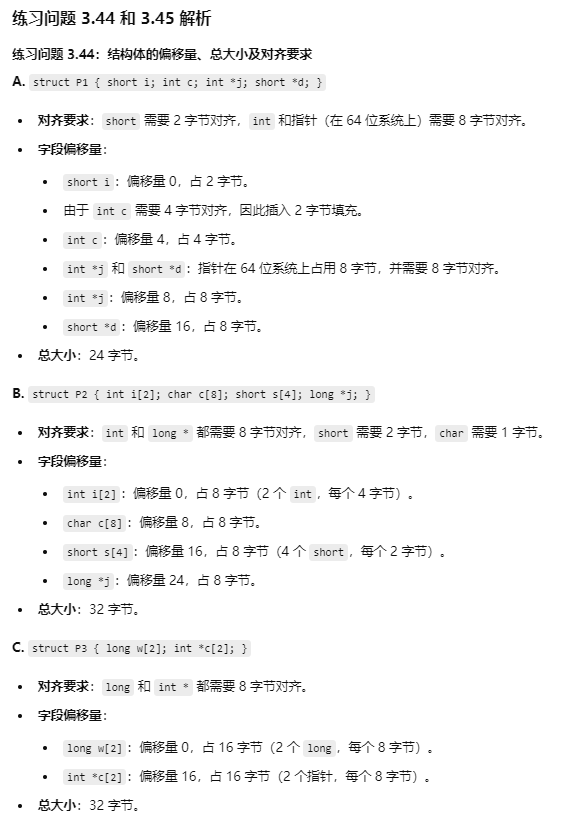 练习问题 3.44 和 3.45 解析
练习问题 3.44：结构体的偏移量、总大小及对齐要求
A. struct P1 { short i; int c; int *j; short *d; }
• 对齐要求：short 需要 2 字节对齐，int 和指针（在 64 位系统上）需要 8 字节对齐。
• 字段偏移量：
• short i：偏移量 0，占 2 字节。
• 由于 int c 需要 4 字节对齐，因此插入 2 字节填充。
• int c：偏移量 4，占 4 字节。
• int *j 和 short *d：指针在 64 位系统上占用 8 字节，并需要 8 字节对齐。
• int *j：偏移量 8，占 8 字节。
• short *d：偏移量 16，占 8 字节。
• 总大小：24 字节。
B. struct P2 { int i[2]; char c[8]; short s[4]; long *j; }
• 对齐要求：int 和 long * 都需要 8 字节对齐，short 需要 2 字节，char 需要 1 字节。
• 字段偏移量：
• int i[2]：偏移量 0，占 8 字节（2 个 int，每个 4 字节）。
• char c[8]：偏移量 8，占 8 字节。
• short s[4]：偏移量 16，占 8 字节（4 个 short，每个 2 字节）。
• long *j：偏移量 24，占 8 字节。
• 总大小：32 字节。
C. struct P3 { long w[2]; int *c[2]; }
• 对齐要求：long 和 int * 都需要 8 字节对齐。
• 字段偏移量：
• long w[2]：偏移量 0，占 16 字节（2 个 long，每个 8 字节）。
• int *c[2]：偏移量 16，占 16 字节（2 个指针，每个 8 字节）。
• 总大小：32 字节。